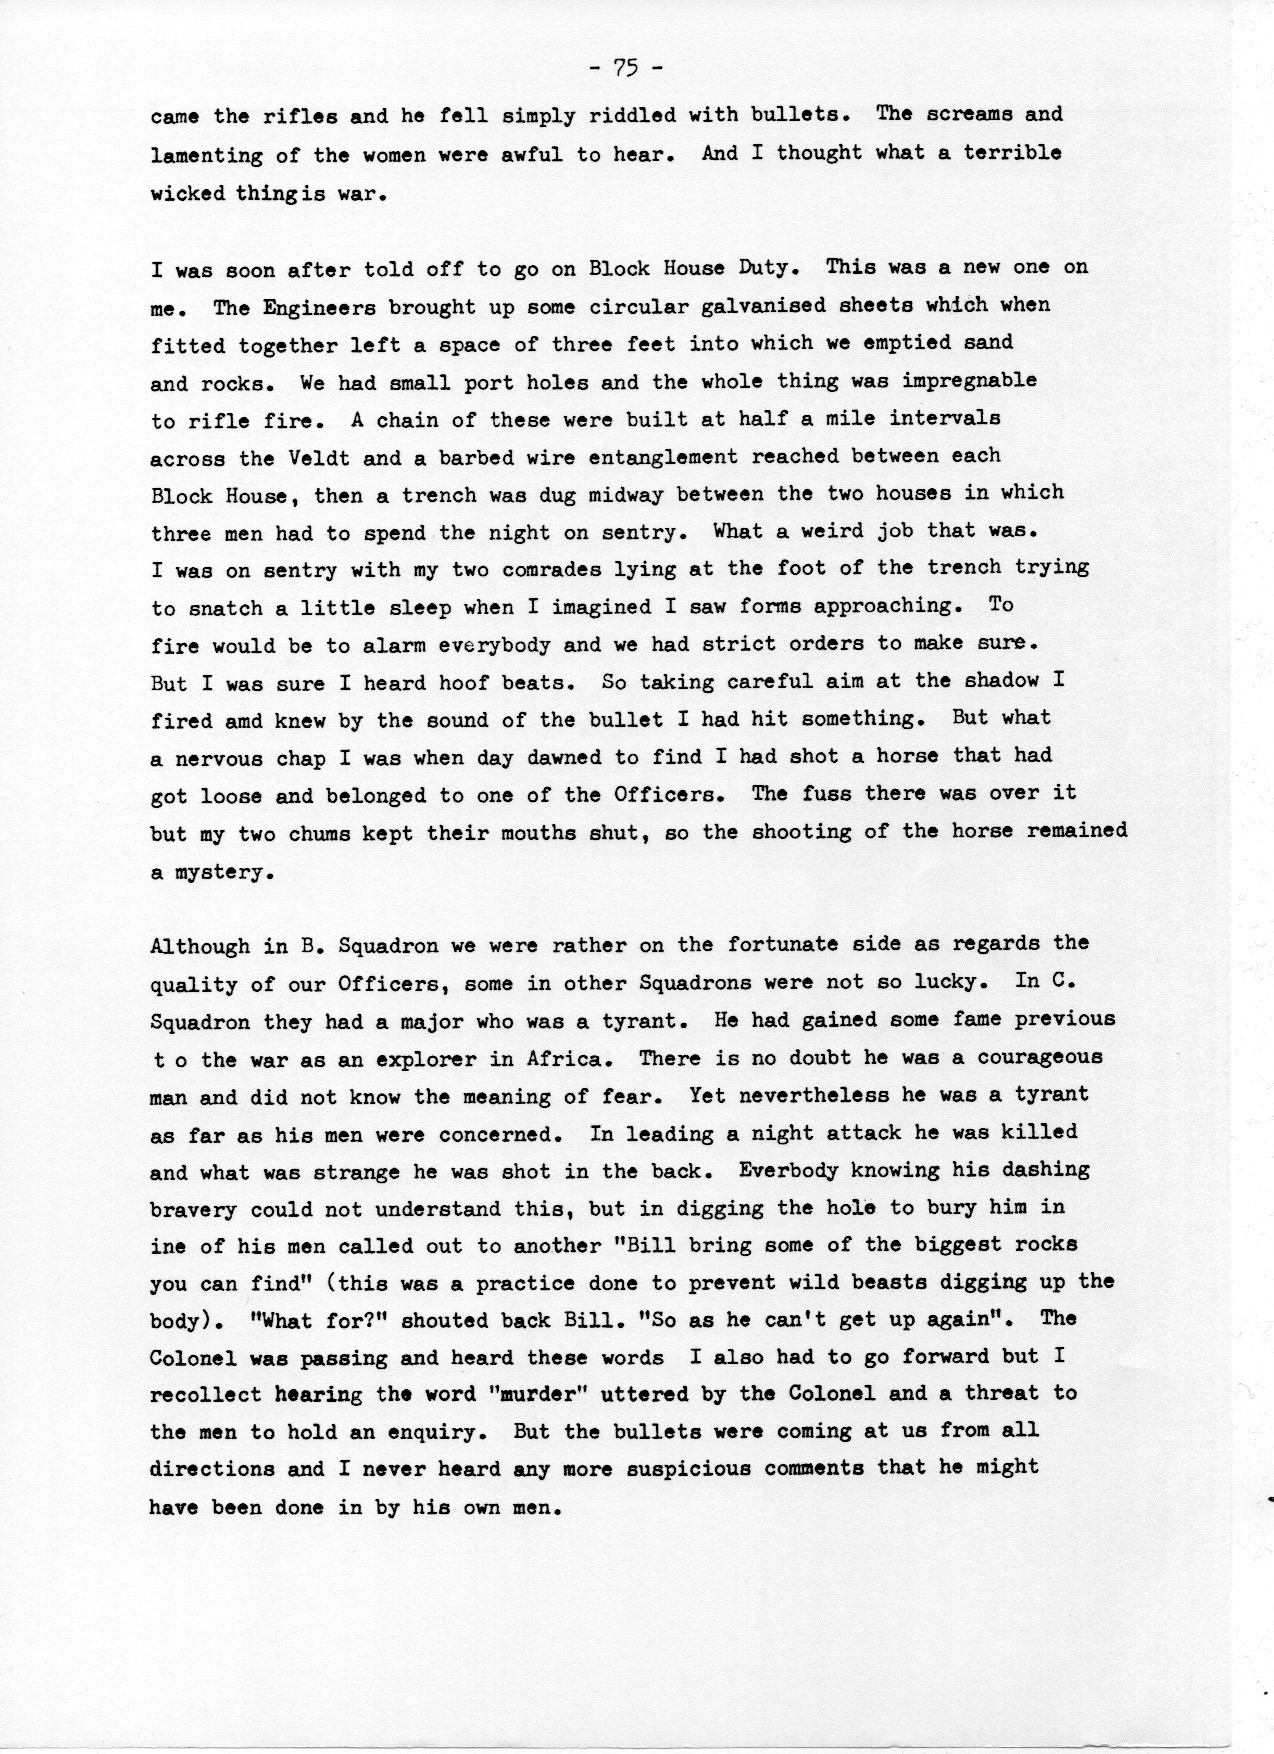 - 75 -
came the rifles and he fell simply riddled with bullets. The screams and
lamenting of the women were awful to hear. And I thought what a terrible
wicked thingis war.
I was soon after told off to go on Block House Duty. This was a new one on
me. The Engineers brought up some circular galvanised sheets which when
fitted together left a space of three feet into which we emptied sand
and rocks. We had small port holes and the whole thing was impregnable
to rifle fire. A chain of these were built at half a mile intervals
across the Veldt and a barbed wire entanglement reached between each
Block House, then a trench was dug midway between the two houses in which
three men had to spend the night on sentry. What a weird job that was.
I was on sentry with my two comrades lying at the foot of the trench trying
to snatch a little sleep when I imagined I saw forms approaching. To
fire would be to alarm everybody and we had strict orders to make sure.
But I was sure I heard hoof beats. So taking careful aim at the shadow I
fired amd knew by the sound of the bullet I had hit something. But what
a nervous chap I was when day dawned to find I had shot a horse that had
got loose and belonged to one of the Officers. The fuss there was over it
but my two chums kept their mouths shut, so the shooting of the horse remained
a mystery.
Although in B. Squadron we were rather on the fortunate side as regards the
quality of our Officers, some in other Squadrons were not so lucky. In C.
Squadron they had a major who was a tyrant. He had gained some fame previous
t o the war as an explorer in Africa. There is no doubt he was a courageous
man and did not know the meaning of fear. Yet nevertheless he was a tyrant
as far as his men were concerned. In leading a night attack he was killed
and what was strange he was shot in the back. Everbody knowing his dashing
bravery could not understand this, but in digging the hole to bury him in
ine of his men called out to another "Bill bring some of the biggest rocks
you can find" (this was a practice done to prevent wild beasts digging up the
body). "What for?" shouted back Bill. "So as he can't get up again". The
Colonel was passing and heard these words I also had to go forward but I
recollect hearing the word "murder" uttered by the Colonel and a threat to
the men to hold an enquiry. But the bullets were coming at us from all
directions and I never heard any more suspicious comments that he might
have been done in by his own men.